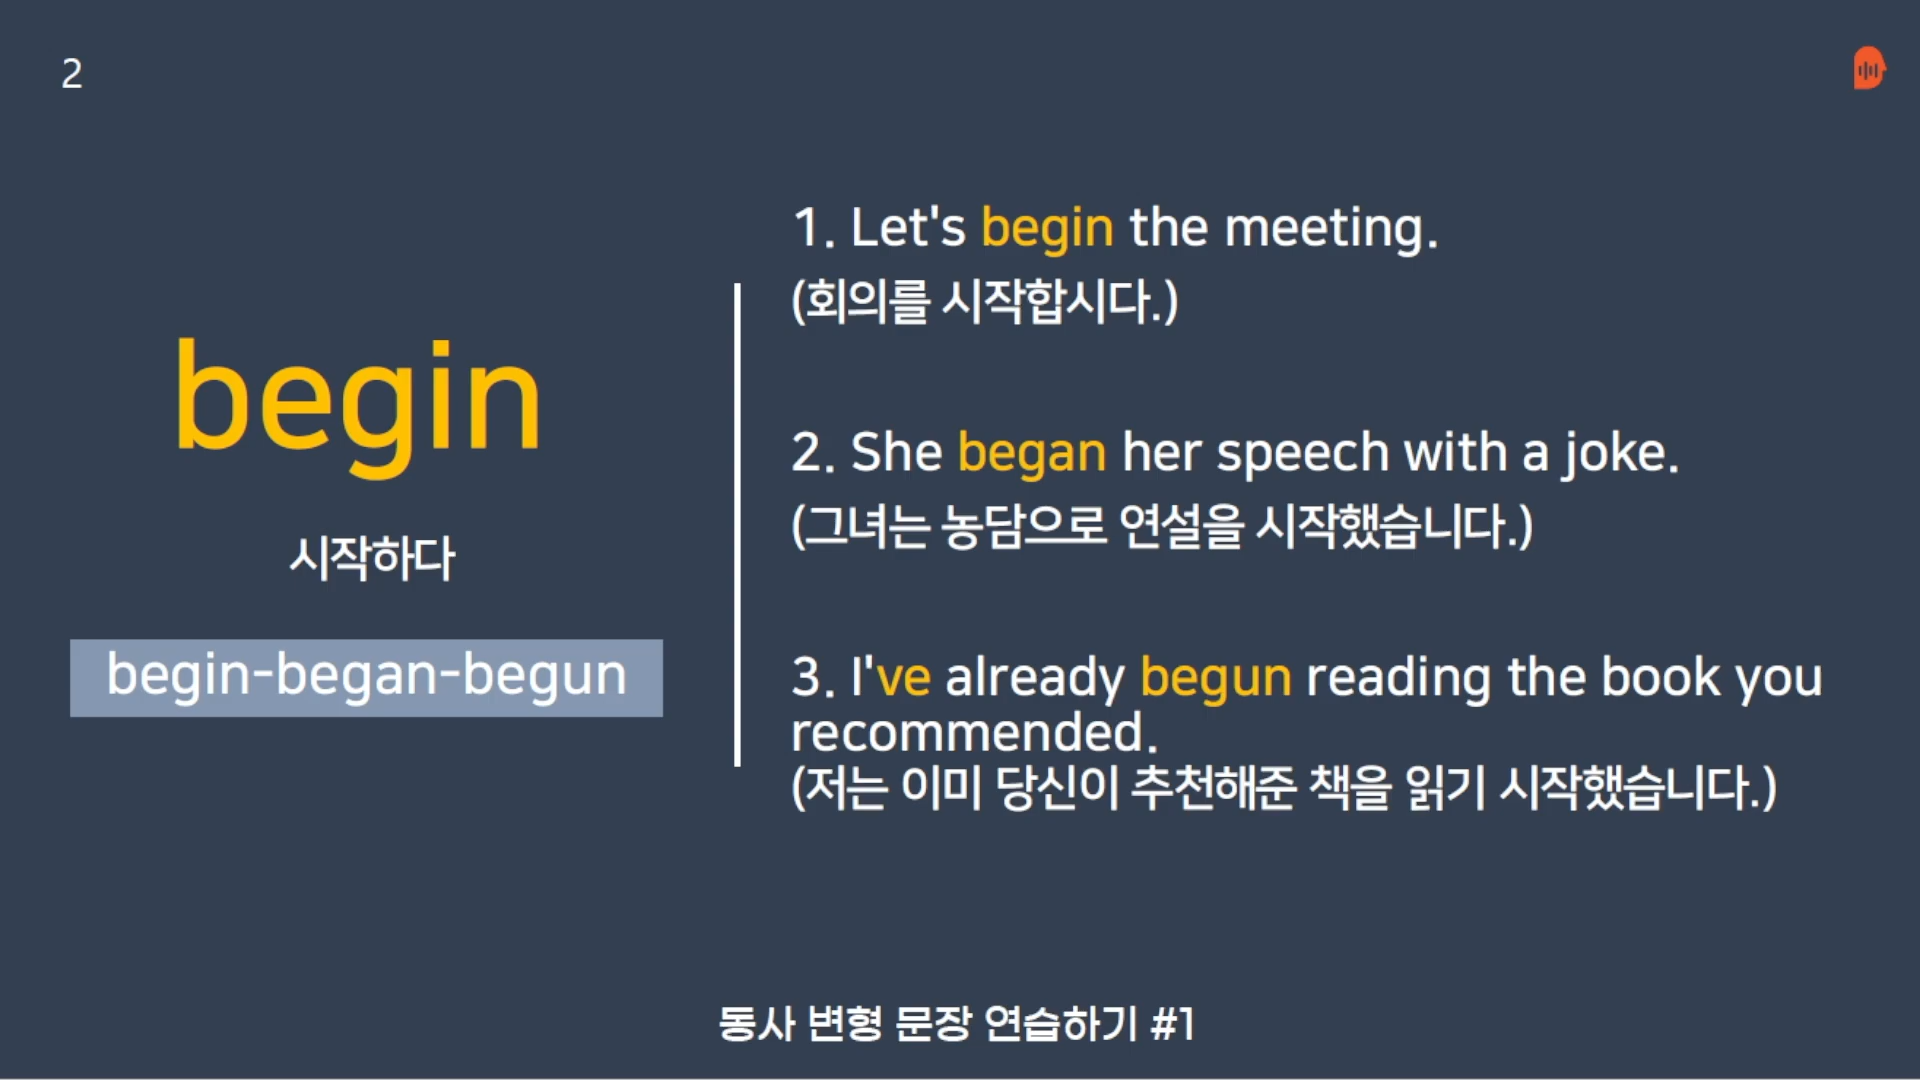 2
begin
시작하다
begin-began-begun
1. Let's begin the meeting.
(회의를 시작합시다.)
2. She began her speech with a joke.
(그녀는 농담으로 연설을 시작했습니다.)
3. I've already begun reading the book you
recommended.
(저는 이미 당신이 추천해준 책을 읽기 시작했습니다.)
동사 변형 문장 연습하기 #1